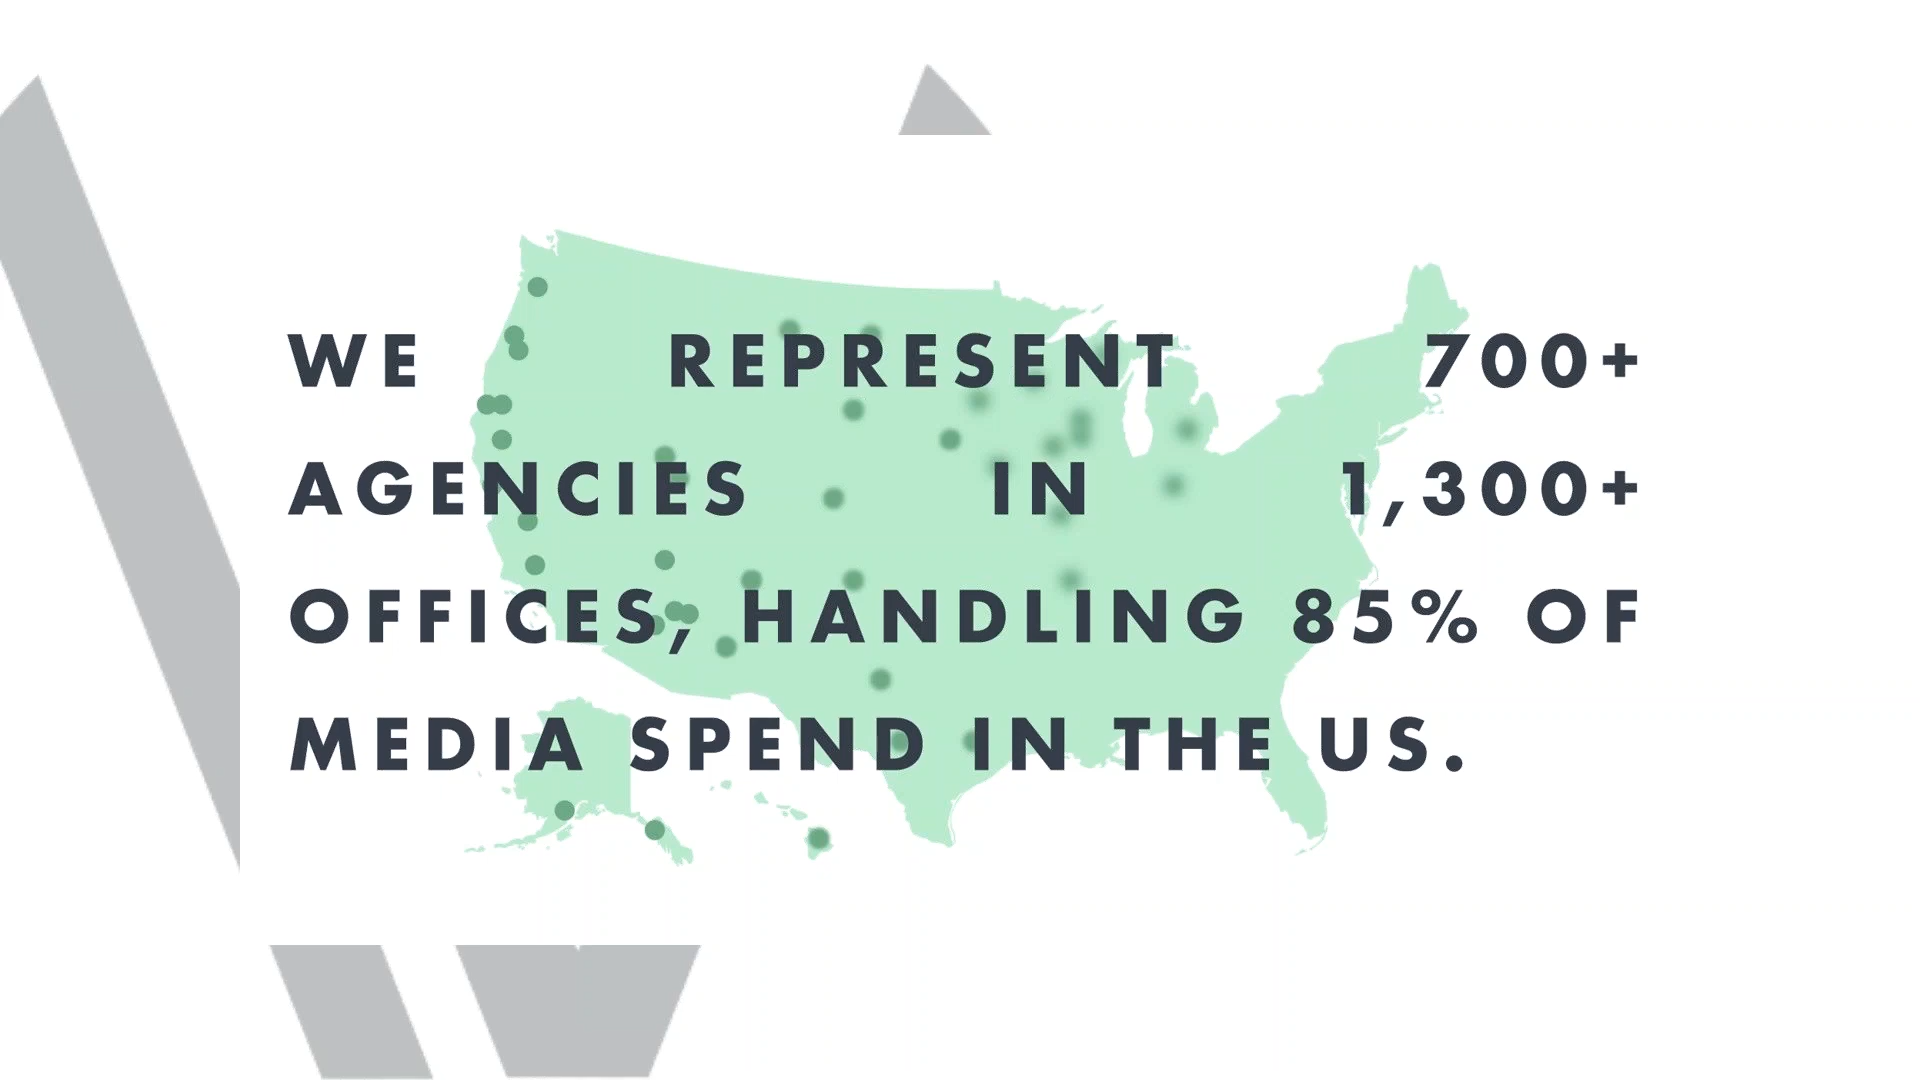 WE REPRESENT 700+
AGENCIES IN 1,300+
OFFICES, HANDLING 85% OF
MEDIA SPEND IN THE US.